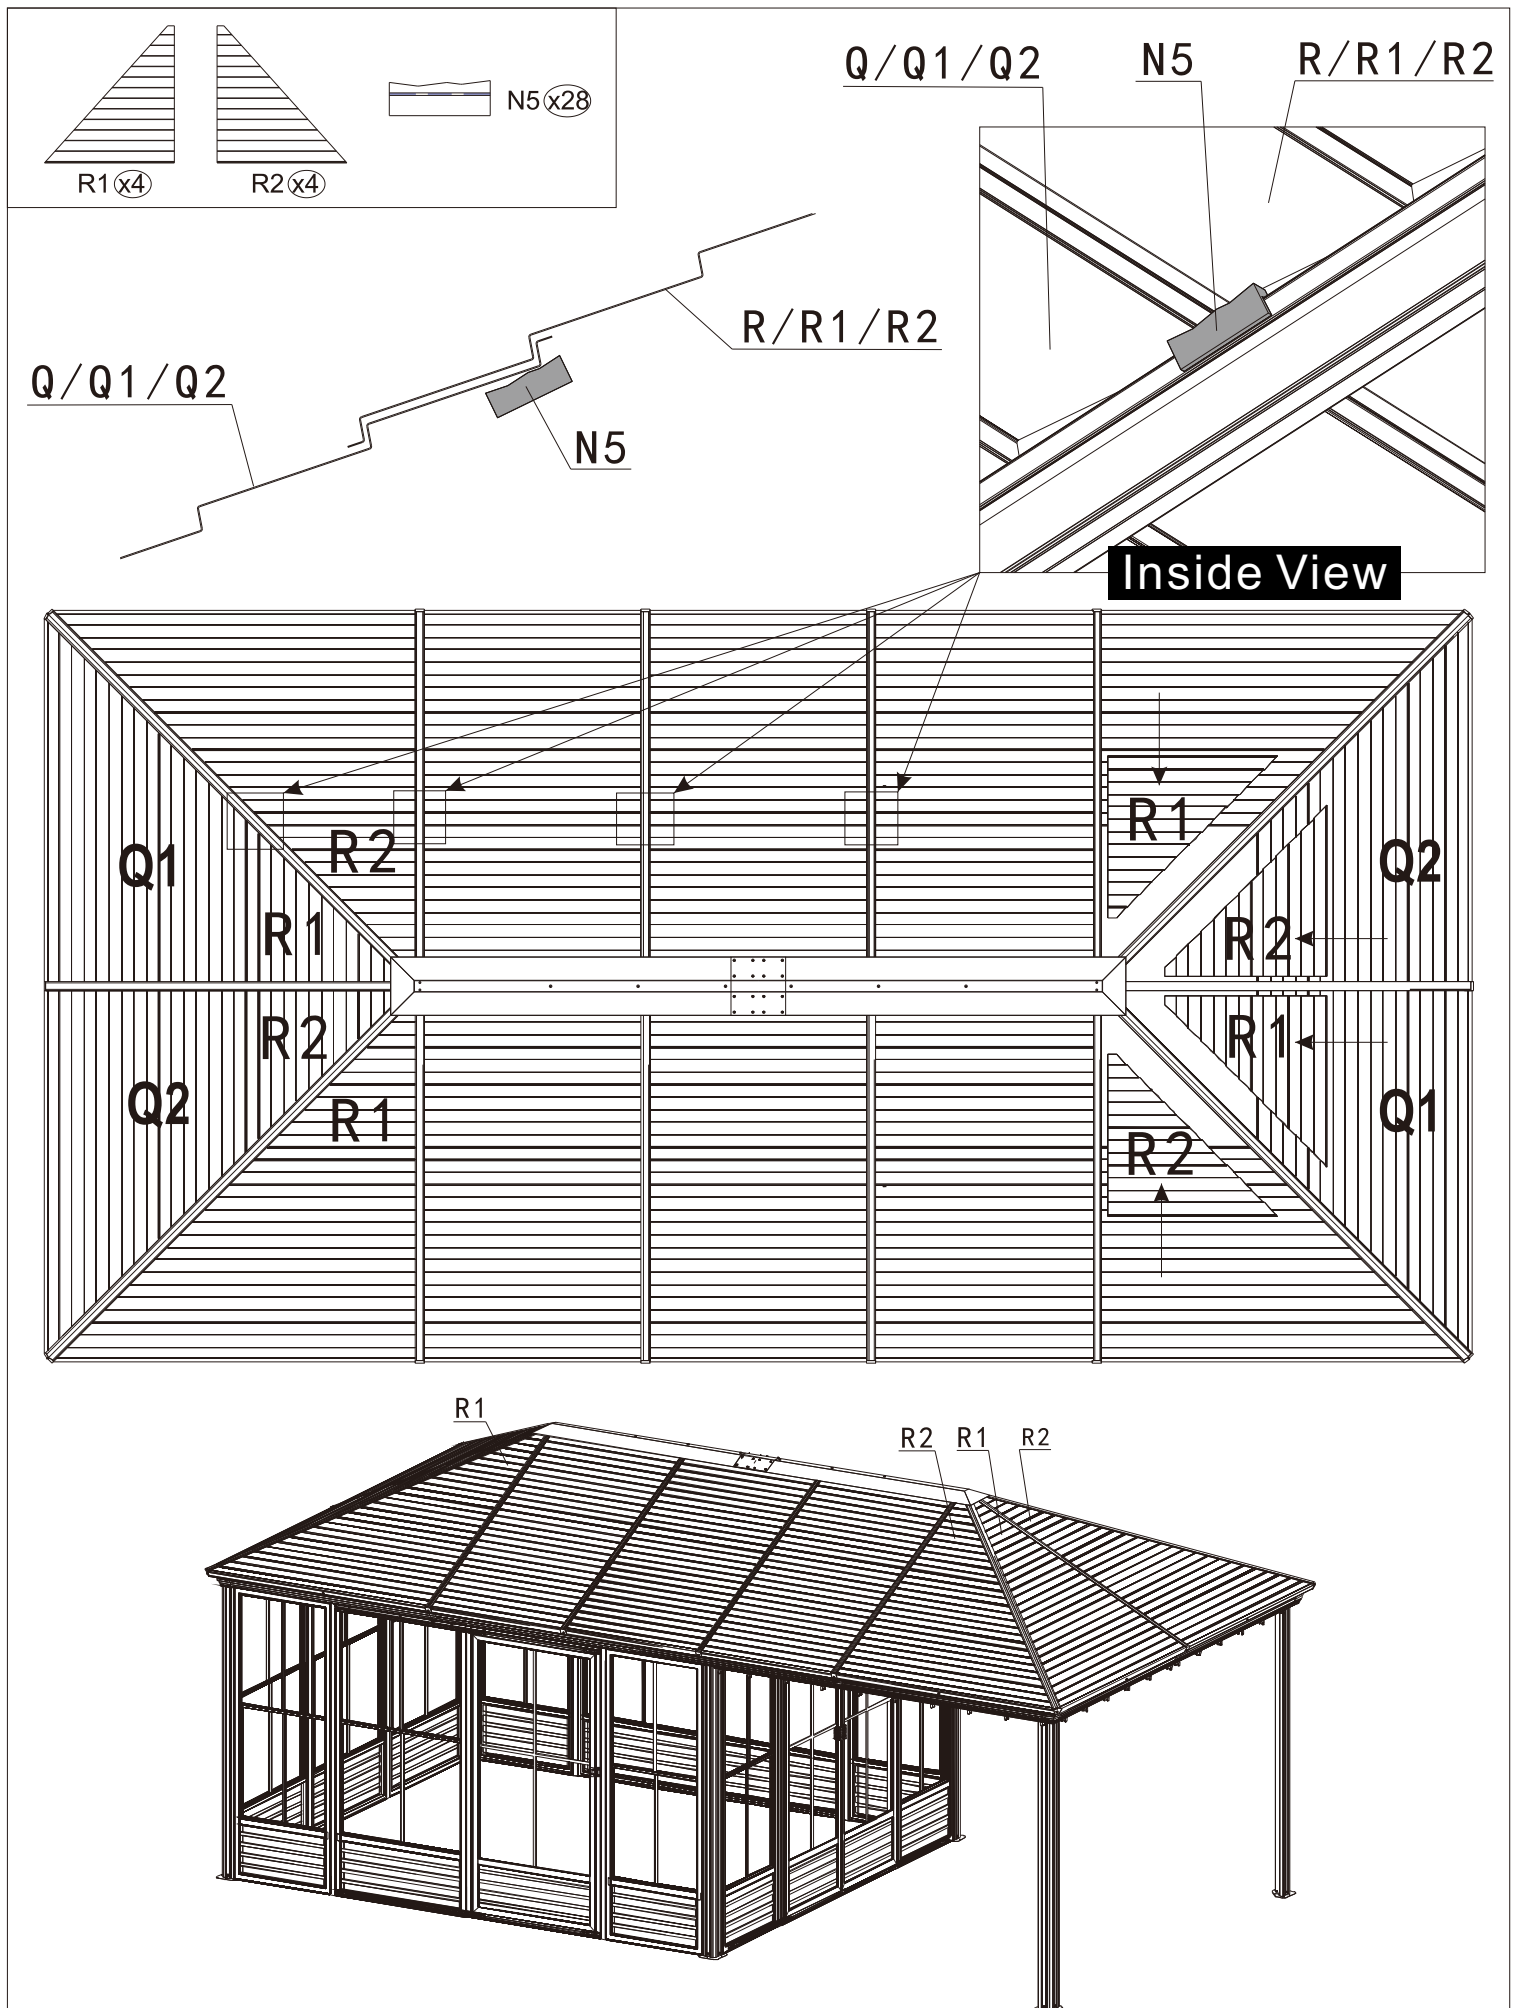 R1 x4
R2 x4
N5 x28
Q/Q1/Q2
N5
R/R1/R2
R/R1/R2
Q/Q1/Q2
N5
Inside View
R1
R2
Q1
Q2
R1
R2
R2
R1
Q2
R1
Q1
R2
R1
R2
R1
R2